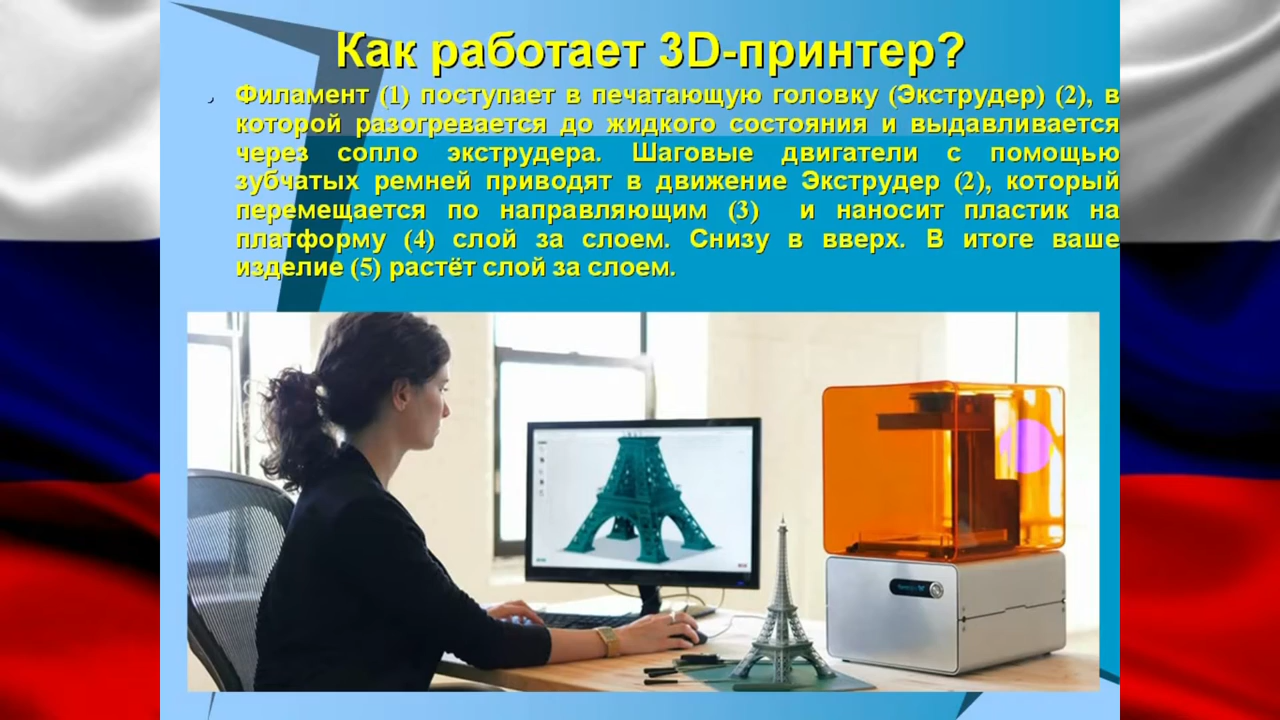 Как работает 3D-принтер?
Филамент (1) поступает в печатающую головку (Экструдер) (2), в
которой разогревается до жидкого состояния и выдавливается
через сопло экструдера. Шаговые двигатели с помощью
зубчатых ремней приводят в движение Экструдер (2), который
перемещается по направляющим (3) и наносит пластик на
платформу (4) слой за слоем. Снизу в вверх. В итоге ваше
изделие (5) растёт слой за слоем.